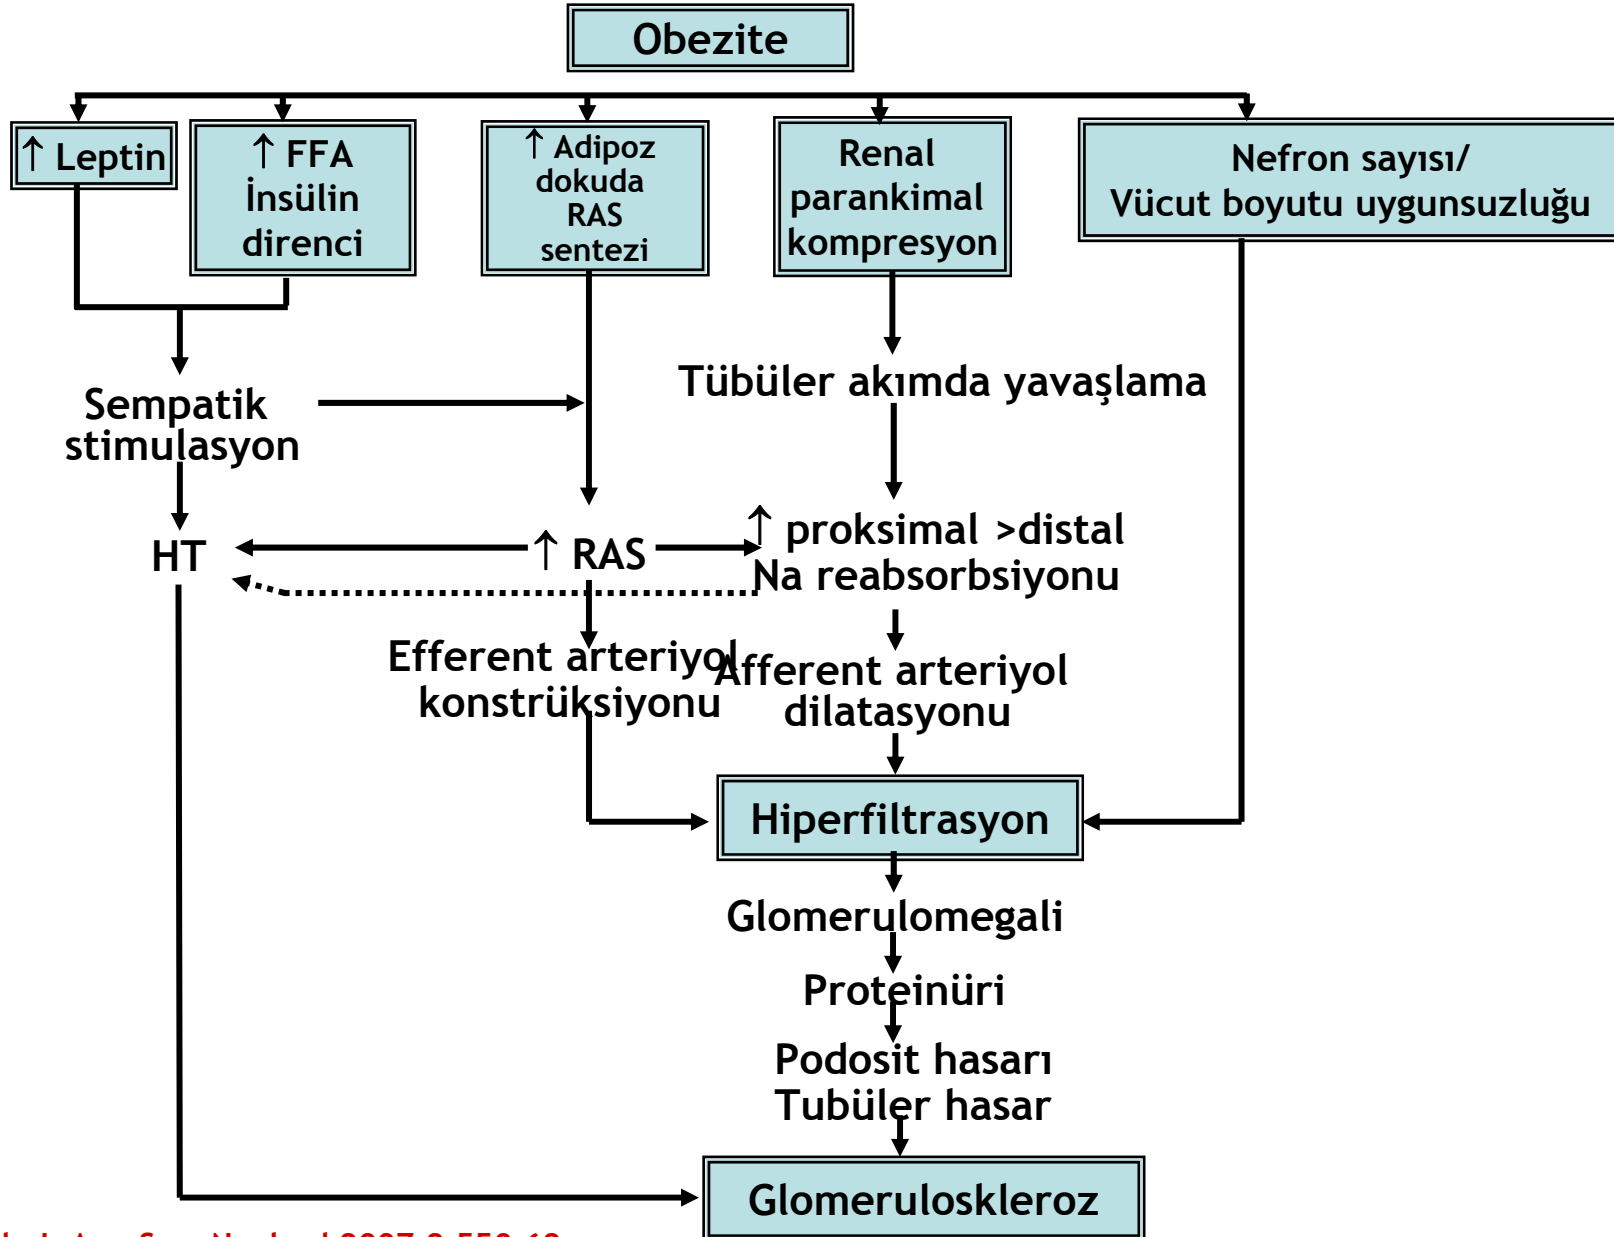 Obezite
↑ Leptin
↑ FFA
İnsülin
direnci
↑ Adipoz
dokuda
RAS
sentezi
Renal
parankimal
kompresyon
Nefron sayısı/
Vücut boyutu uygunsuzluğu
Sempatik
stimulasyon
Tübüler akımda yavaşlama
HT
↑ RAS
↑ proksimal >distal
Na reabsorbsiyonu
Efferent arteriyol
konstrüksiyonu
Afferent arteriyol
dilatasyonu
Hiperfiltrasyon
Glomerulomegali
Proteinüri
Podosit hasarı
Tubüler hasar
Glomeruloskleroz